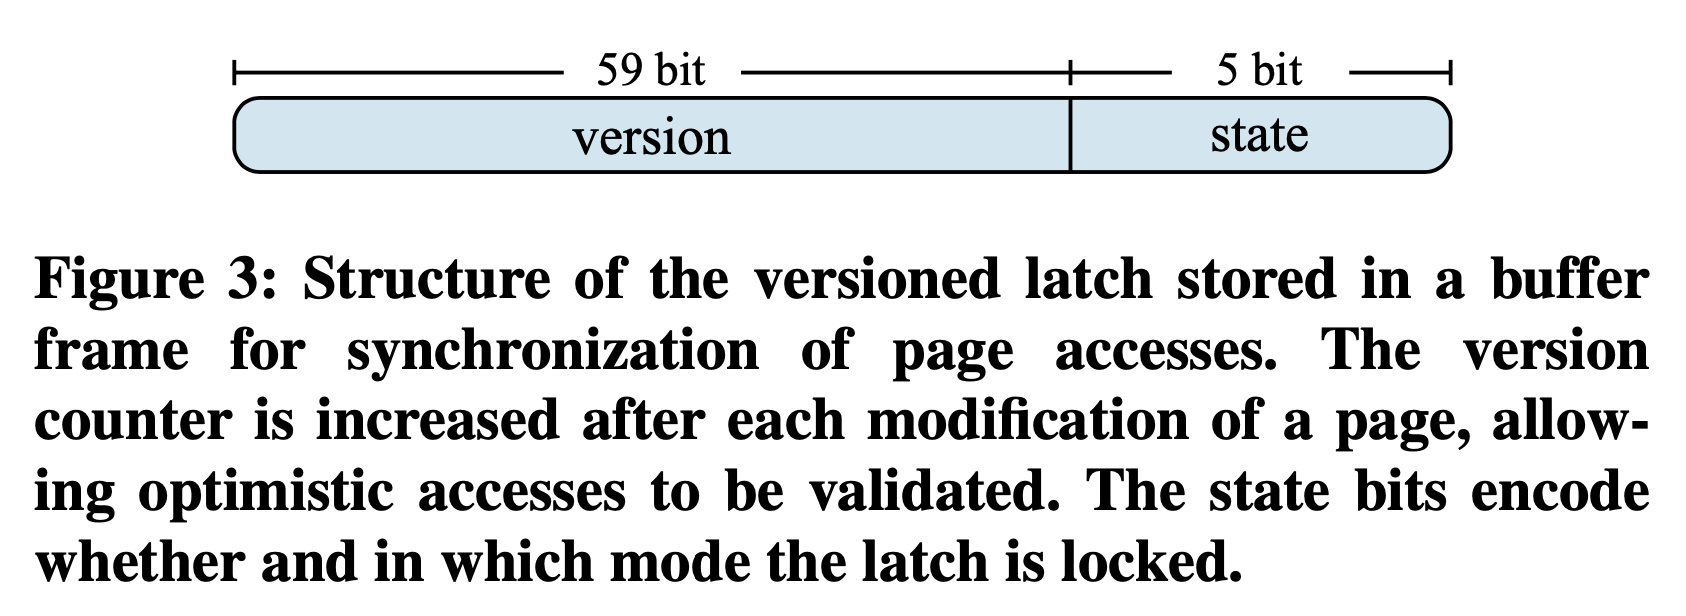 59 bit 5 bit
version state
Figure 3: Structure of the versioned latch stored in a buffer
frame for synchronization of page accesses. The version
counter is increased after each modification of a page, allow-
ing optimistic accesses to be validated. The state bits encode
whether and in which mode the latch is locked.